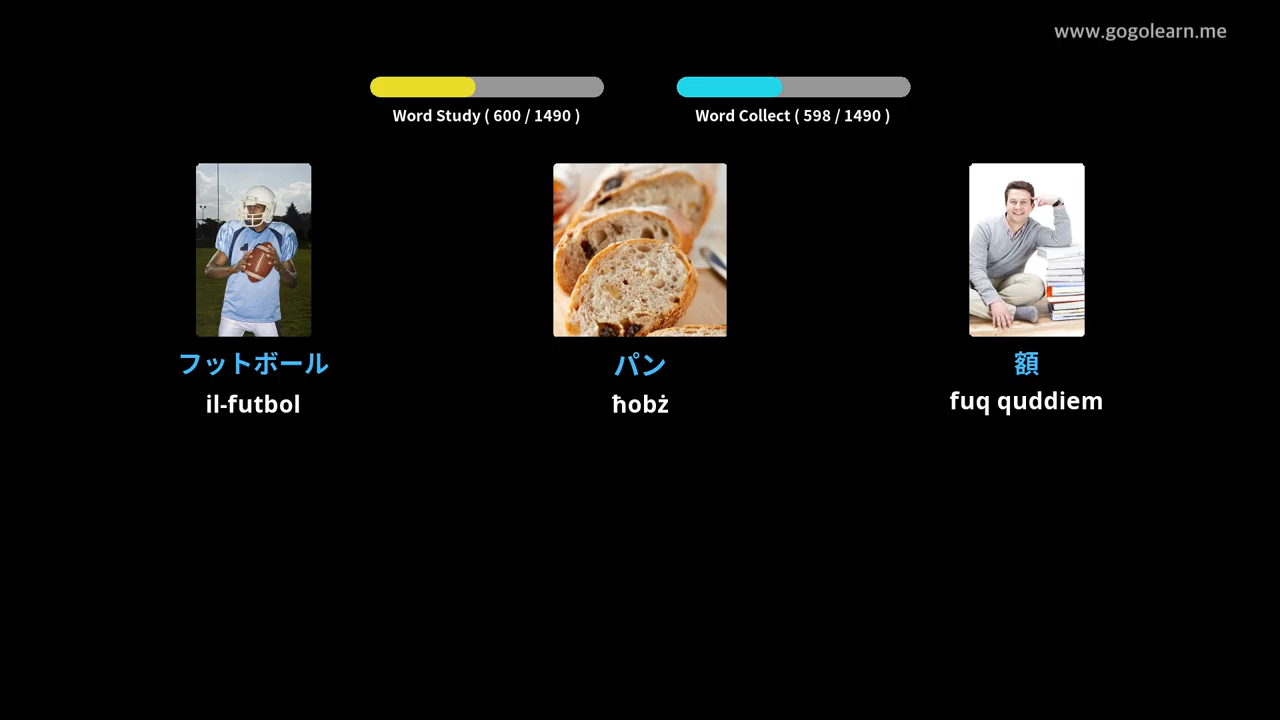 www.gogolearn.me
Word Study ( 600 / 1490 )
Word Collect ( 598 / 1490 )
フットボール
パン
額
il-futbol
ħobż
fuq quddiem